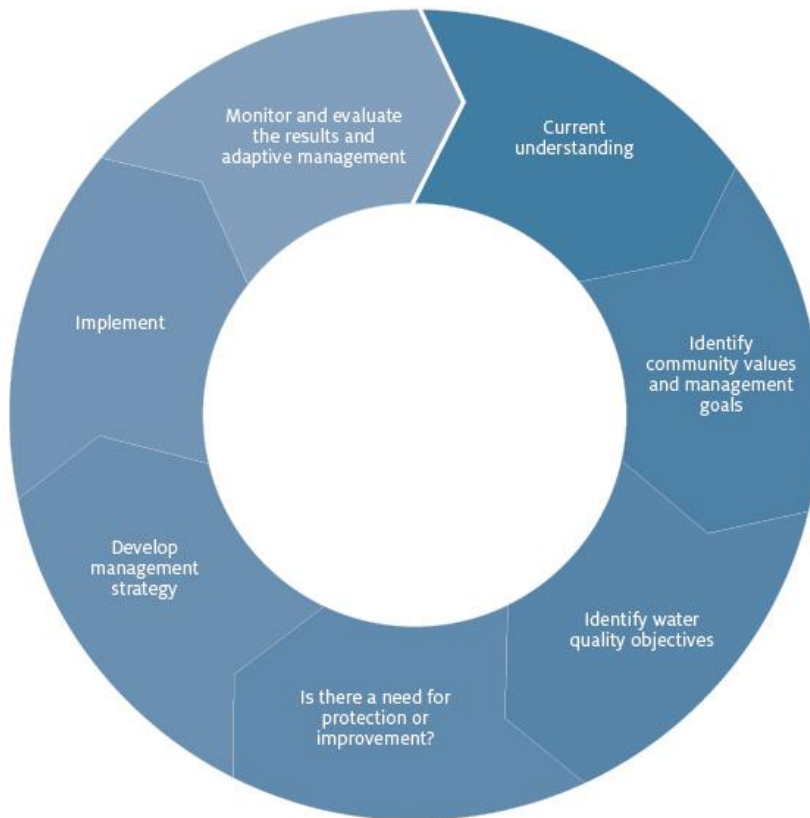 Current
understanding
Identify
community values
and management
goals
Identify water
quality objectives
Is there a need for
protection or
improvement?
Develop
management
strategy
Implement
Monitor and evaluate
the results and
adaptive management